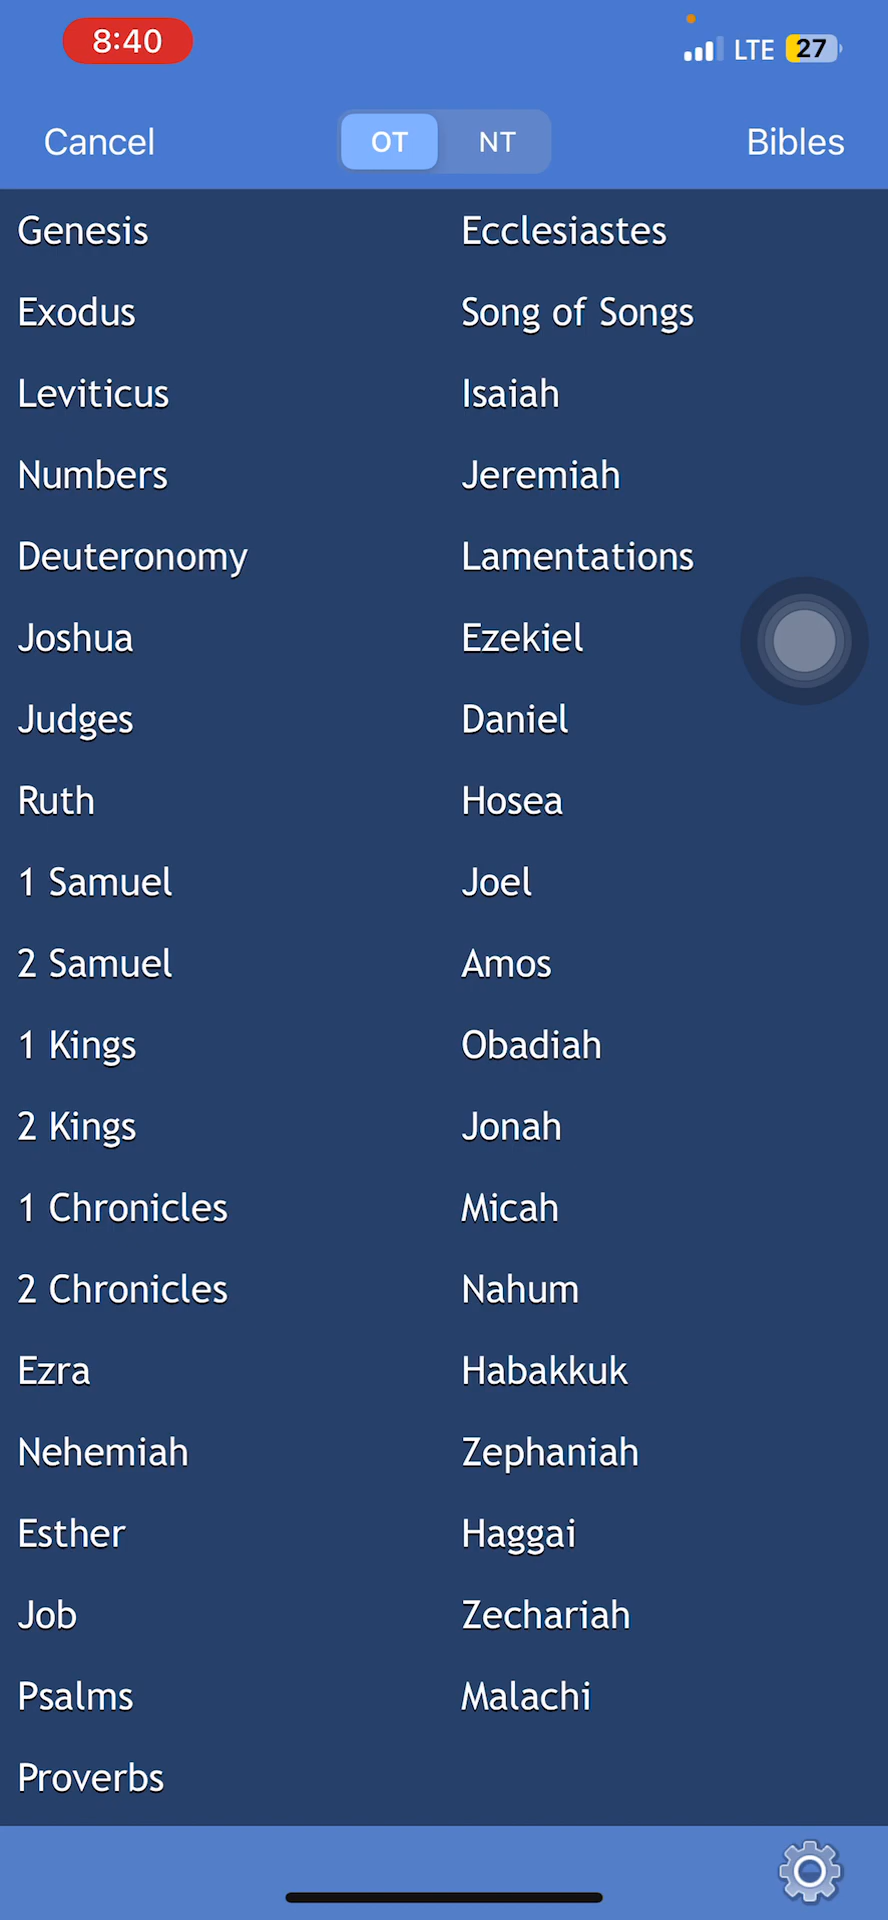 8:40
LTE 27
Cancel
OT
NT
Bibles
Genesis
Exodus
Leviticus
Numbers
Deuteronomy
Joshua
Judges
Ruth
1 Samuel
2 Samuel
1 Kings
2 Kings
1 Chronicles
2 Chronicles
Ezra
Nehemiah
Esther
Job
Psalms
Proverbs
Ecclesiastes
Song of Songs
Isaiah
Jeremiah
Lamentations
Ezekiel
Daniel
Hosea
Joel
Amos
Obadiah
Jonah
Micah
Nahum
Habakkuk
Zephaniah
Haggai
Zechariah
Malachi